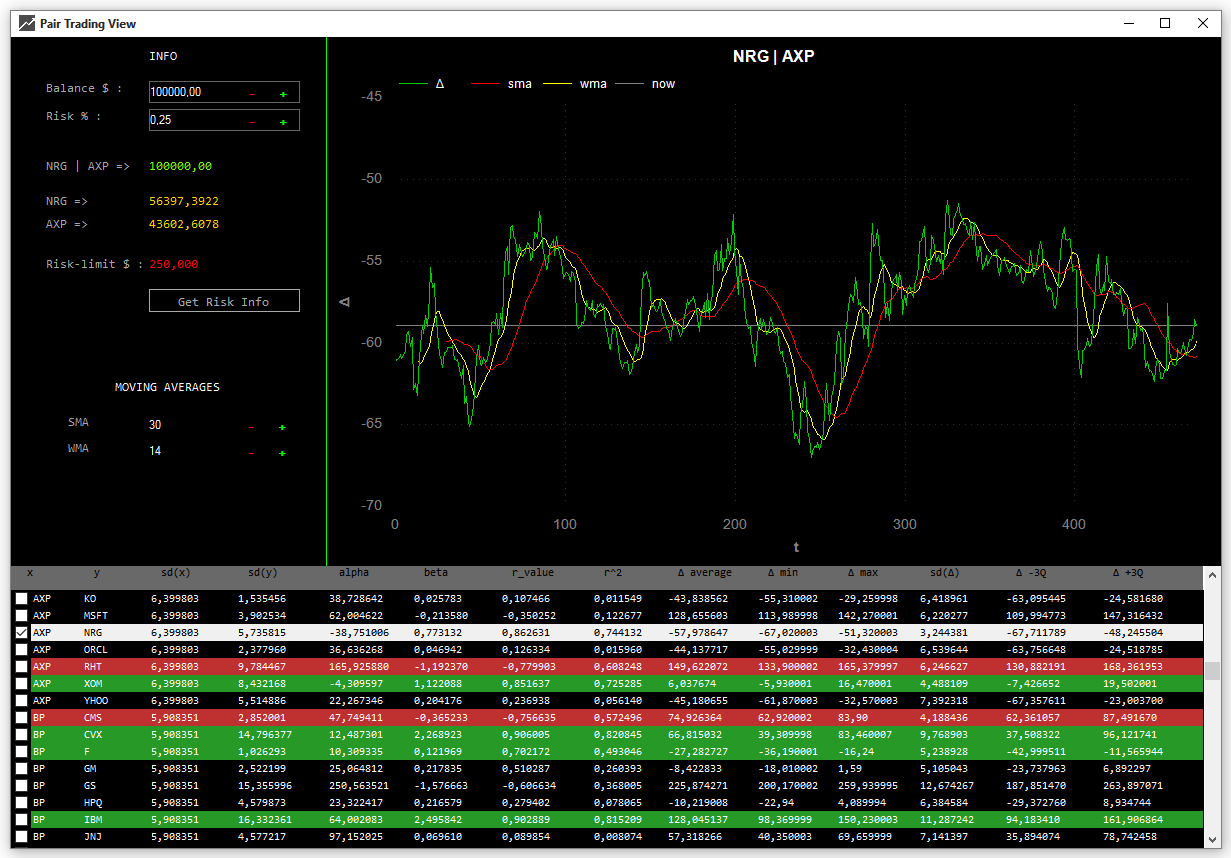 Pair Trading View
INFO
Balance $ : 100000,00 - +
Risk % : 0,25 - +
NRG | AXP => 100000,00
NRG => 56397,3922
AXP => 43602,6078
Risk-limit $ : 250,000
Get Risk Info
MOVING AVERAGES
SMA 30 - +
WMA 14 - +
NRG | AXP
Δ sma wma now
-45
-50
-55
-60
-65
-70
Δ
0 100 200 300 400
t
x y sd(x) sd(y) alpha beta r_value r^2 Δ average Δ min Δ max sd(Δ) Δ -3Q Δ +3Q
AXP KO 6,399803 1,535456 38,728642 0,025783 0,107466 0,011549 -43,838562 -55,310002 -29,259998 6,418961 -63,095445 -24,581680
AXP MSFT 6,399803 3,902534 62,004622 -0,213580 -0,350252 0,122677 128,655603 113,989998 142,270001 6,220277 109,994773 147,316432
AXP NRG 6,399803 5,735815 -38,751006 0,773132 0,862631 0,744132 -57,978647 -67,020003 -51,320003 3,244381 -67,711789 -48,245504
AXP ORCL 6,399803 2,377960 36,636268 0,046942 0,126334 0,015960 -44,137717 -55,029999 -32,430004 6,539644 -63,756648 -24,518785
AXP RHT 6,399803 9,784467 165,925880 -1,192370 -0,779903 0,608248 149,622072 133,900002 165,379997 6,246627 130,882191 168,361953
AXP XOM 6,399803 8,432168 -4,309597 1,122088 0,851637 0,725285 6,037674 -5,930001 16,470001 4,488109 -7,426652 19,502001
AXP YHOO 6,399803 5,514886 22,267346 0,204176 0,236938 0,056140 -45,180655 -61,870003 -32,570003 7,392318 -67,357611 -23,003700
BP CMS 5,908351 2,852001 47,749411 -0,365233 -0,756635 0,572496 74,926364 62,920002 83,90 4,188436 62,361057 87,491670
BP CVX 5,908351 14,796377 12,487301 2,268923 0,906005 0,820845 66,815032 39,309998 83,460007 9,768903 37,508322 96,121741
BP F 5,908351 1,026293 10,309335 0,121969 0,702172 0,493046 -27,282727 -36,190001 -16,24 5,238928 -42,999511 -11,565944
BP GM 5,908351 2,522199 25,064812 0,217835 0,510287 0,260393 -8,422833 -18,010002 1,59 5,105043 -23,737963 6,892297
BP GS 5,908351 15,355996 250,563521 -1,576663 -0,606634 0,368005 225,874271 200,170002 259,939995 12,674267 187,851470 263,897071
BP HPQ 5,908351 4,579873 23,322417 0,216579 0,279402 0,078065 -10,219008 -22,94 4,089994 6,384584 -29,372760 8,934744
BP IBM 5,908351 16,332361 64,002083 2,495842 0,902889 0,815209 128,045137 98,369999 150,230003 11,287242 94,183410 161,906864
BP JNJ 5,908351 4,577217 97,152025 0,069610 0,089854 0,008074 57,318266 40,350003 69,659999 7,141397 35,894074 78,742458